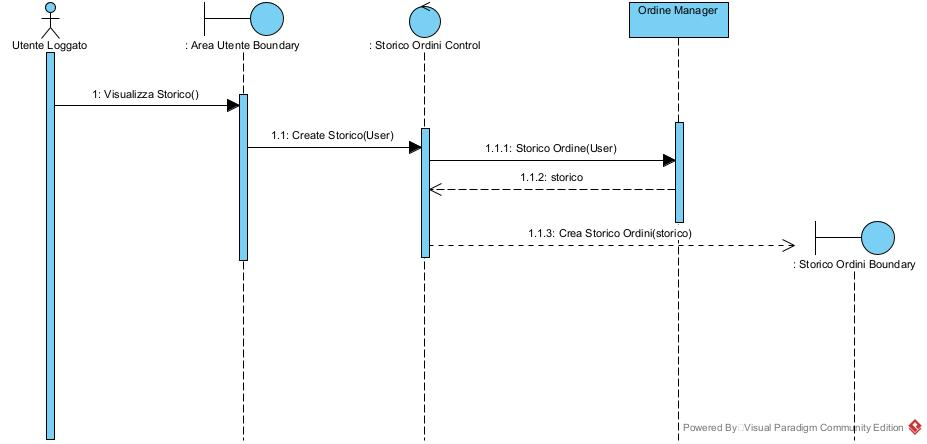 Ordine Manager
Utente Loggato
: Area Utente Boundary
: Storico Ordini Control
1: Visualizza Storico()
1.1: Create Storico(User)
1.1.1: Storico Ordine(User)
1.1.2: storico
1.1.3: Crea Storico Ordini(storico)
: Storico Ordini Boundary
Powered By Visual Paradigm Community Edition